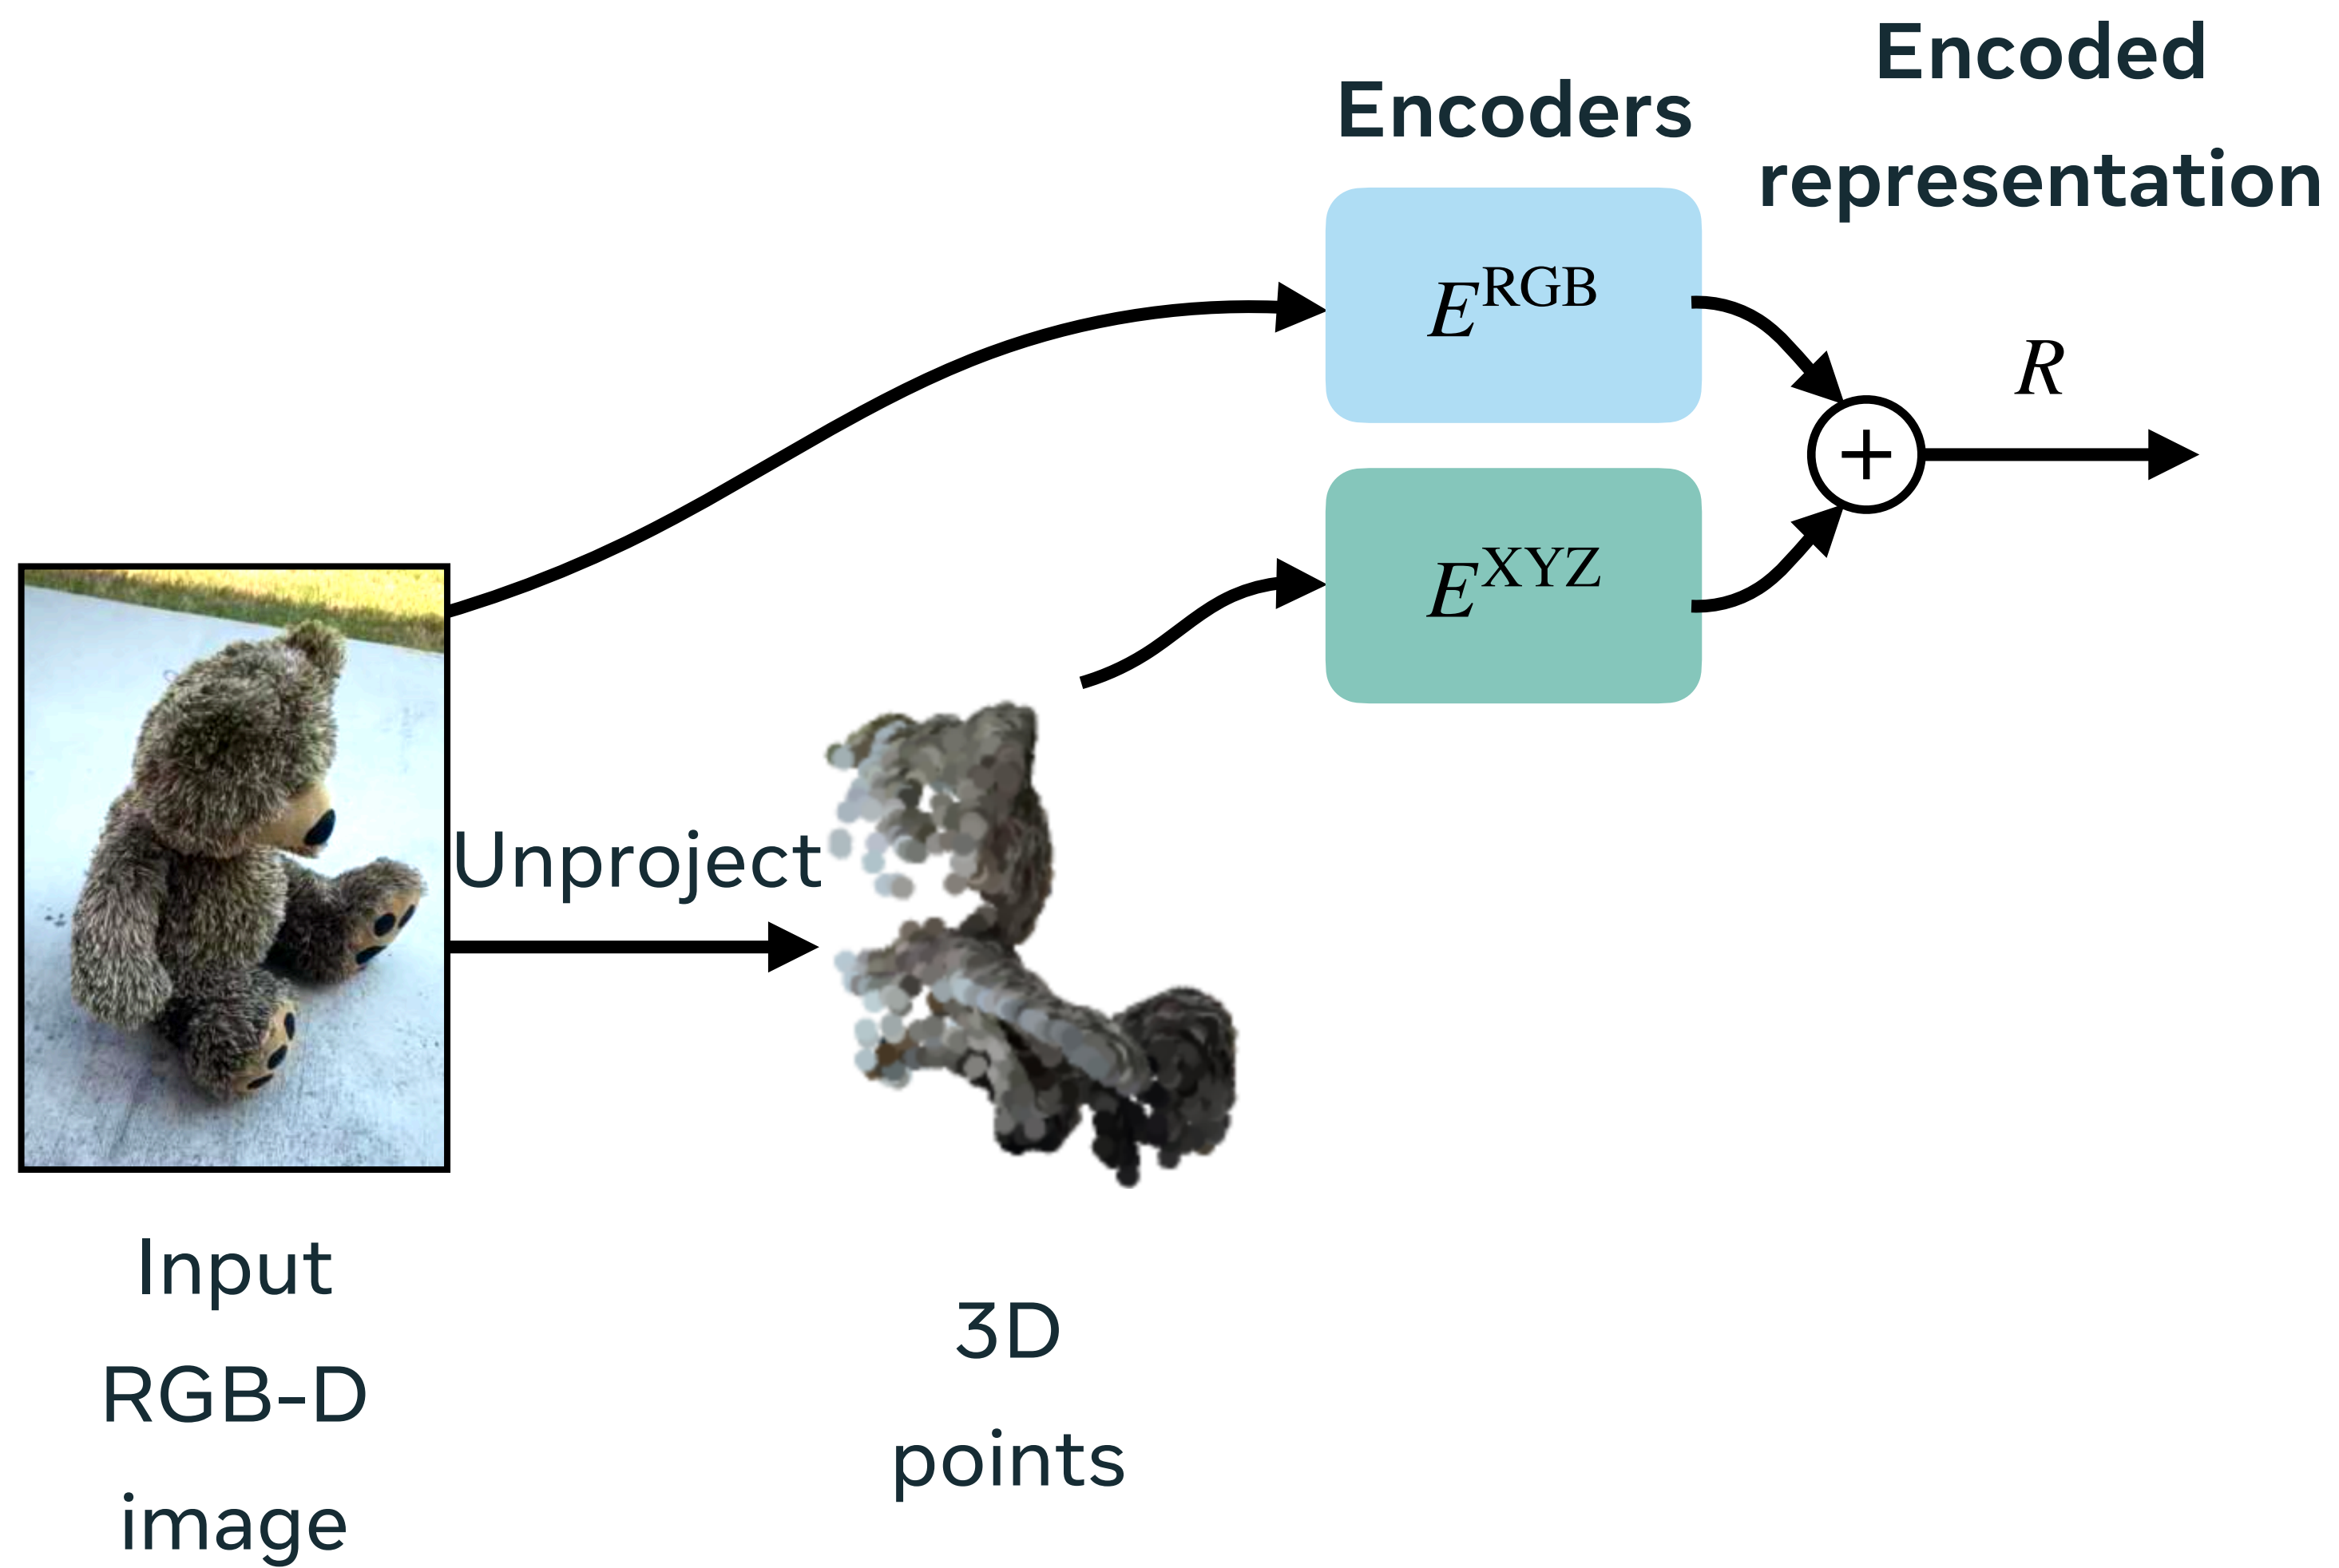 Encoders
Encoded
representation
E^RGB
E^XYZ
+
R
Unproject
Input
RGB-D
image
3D
points